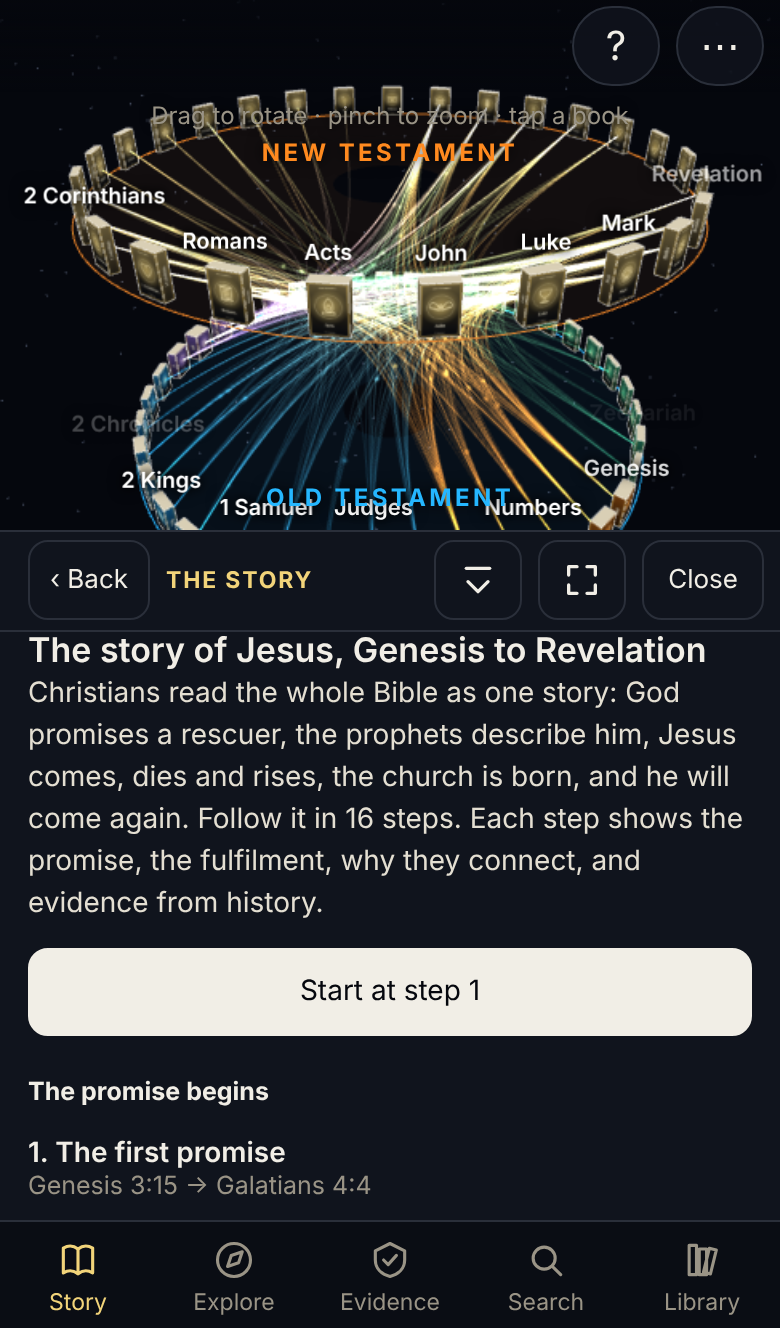 ?
...
Drag to rotate · pinch to zoom · tap a book
NEW TESTAMENT
Revelation
2 Corinthians
Mark
Romans
Luke
Acts
John
Zechariah
2 Chronicles
Genesis
2 Kings
OLD TESTAMENT
1 Samuel
Judges
Numbers
‹ Back
THE STORY
Close
The story of Jesus, Genesis to Revelation
Christians read the whole Bible as one story: God
promises a rescuer, the prophets describe him, Jesus
comes, dies and rises, the church is born, and he will
come again. Follow it in 16 steps. Each step shows the
promise, the fulfilment, why they connect, and
evidence from history.
Start at step 1
The promise begins
1. The first promise
Genesis 3:15 → Galatians 4:4
Story
Explore
Evidence
Search
Library